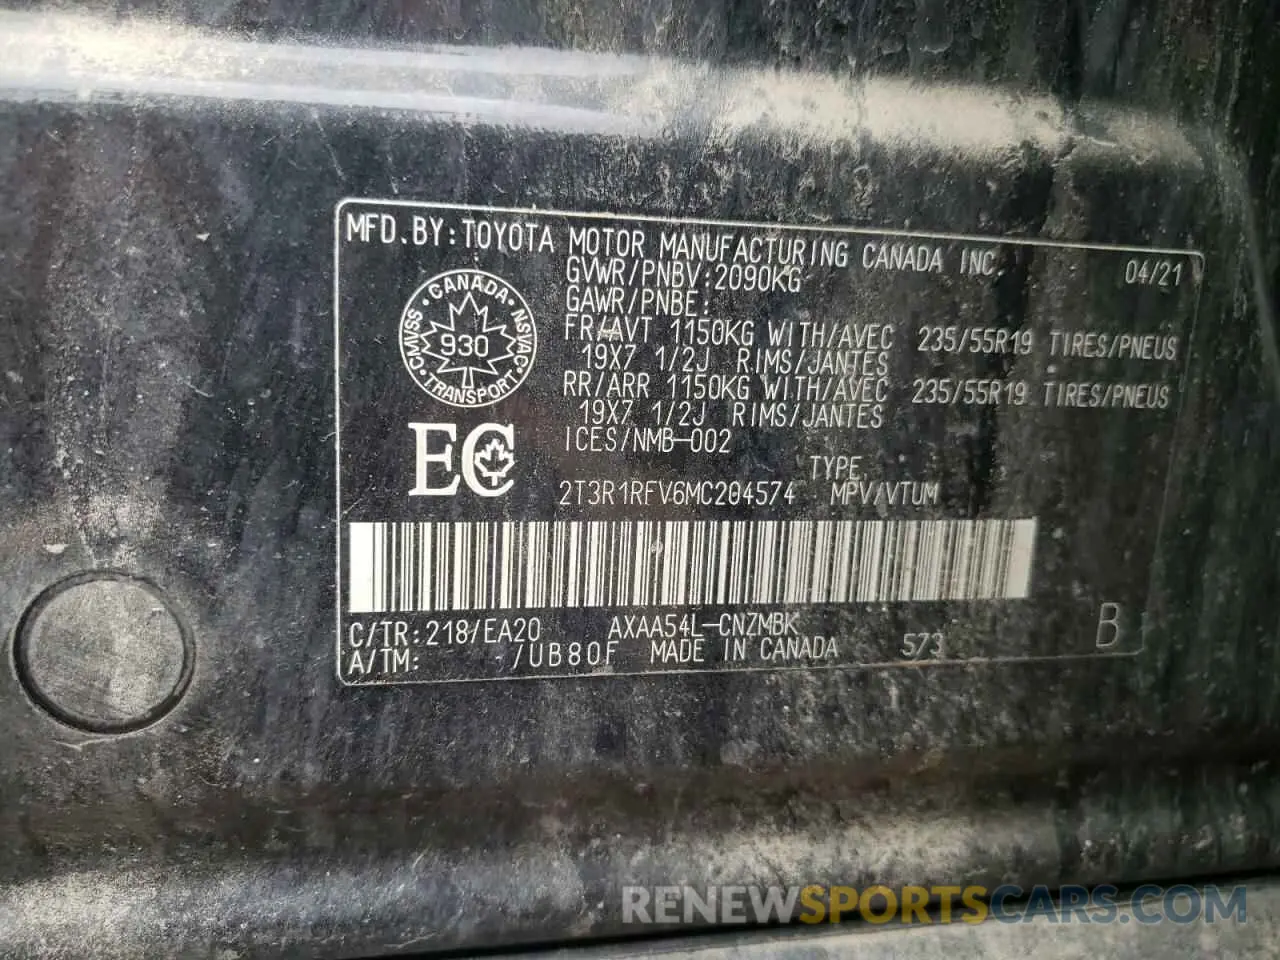 MFD.BY:TOYOTA MOTOR MANUFACTURING CANADA INC. 04/21
GVWR/PNBV:2090KG
GAWR/PNBE:
FR/AVT 1150KG WITH/AVEC 235/55R19 TIRES/PNEUS
19X7 1/2J RIMS/JANTES
RR/ARR 1150KG WITH/AVEC 235/55R19 TIRES/PNEUS
19X7 1/2J RIMS/JANTES
ICES/NMB-002
CANADA
CMVSS 930 NSVAC
TRANSPORT
EC
TYPE
2T3R1RFV6MC204574 MPV/VTUM
C/TR:218/EA20 AXAA54L-CNZMBK
A/TM: /UB80F MADE IN CANADA 573 B
RENEWSPORTSCARS.COM